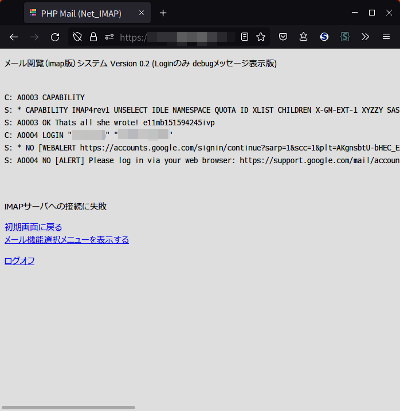 PHP Mail (Net_IMAP)
https://
メール閲覧(imap版)システム Version 0.2 (Loginのみ debugメッセージ表示版)
C: A0003 CAPABILITY
S: * CAPABILITY IMAP4rev1 UNSELECT IDLE NAMESPACE QUOTA ID XLIST CHILDREN X-GM-EXT-1 XYZZY SAS
S: A0003 OK Thats all she wrote! e11mb151594245ivp
C: A0004 LOGIN " " " "
S: * NO [WEBALERT https://accounts.google.com/signin/continue?sarp=1&scc=1&plt=AKgnsbtU-bHEC_E
S: A0004 NO [ALERT] Please log in via your web browser: https://support.google.com/mail/accoun
IMAPサーバへの接続に失敗
初期画面に戻る
メール機能選択メニューを表示する
ログオフ